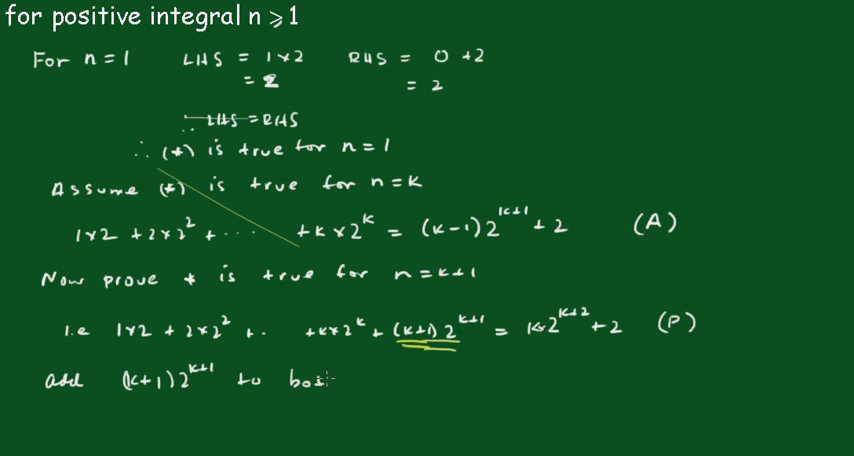 for positive integral n ⩾ 1
For n = 1 LHS = 1 × 2 RHS = 0 + 2
= 2 = 2
∴ LHS = RHS
∴ (*) is true for n = 1
Assume (*) is true for n = k
1×2 + 2×2² + ... + k × 2^k = (k-1) 2^{k+1} + 2 (A)
Now prove * is true for n = k+1
i.e 1×2 + 2×2² + .. + k×2^k + (k+1) 2^{k+1} = k×2^{k+2} + 2 (P)
add (k+1) 2^{k+1} to